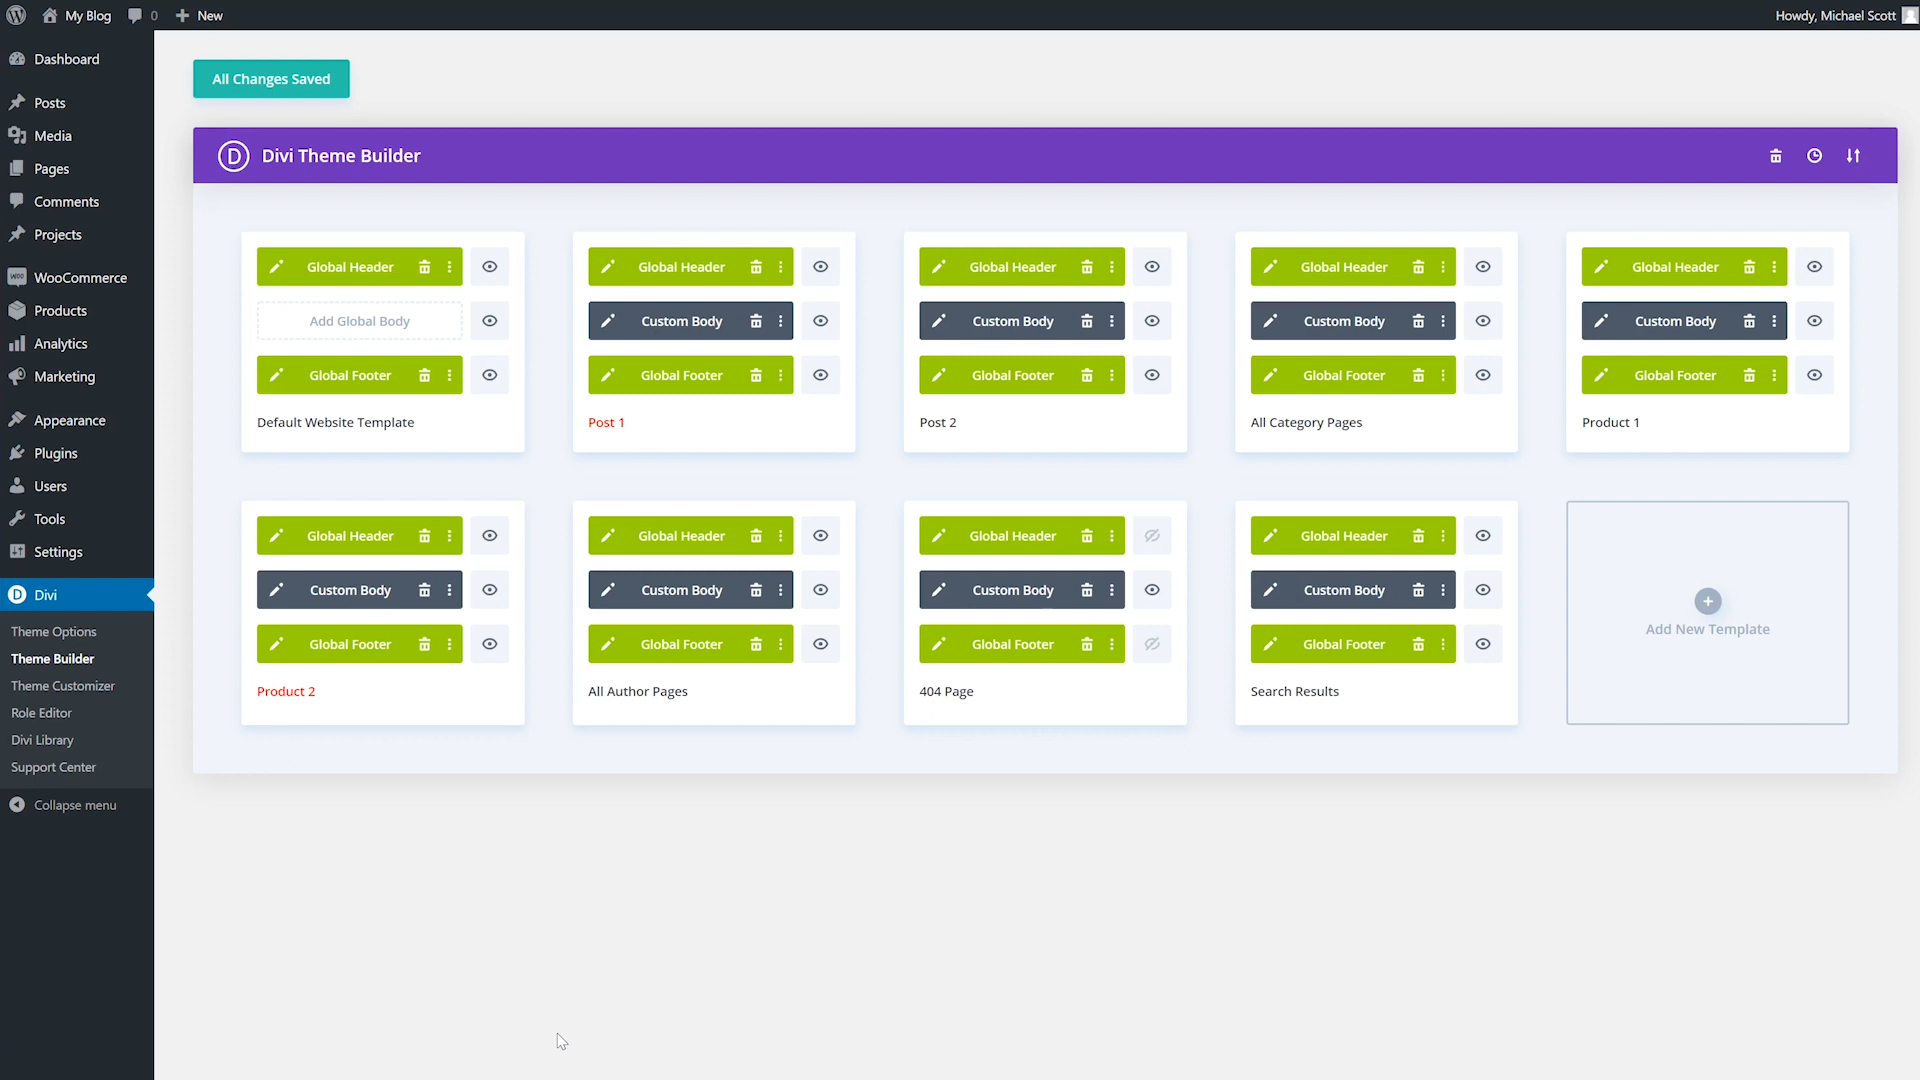 My Blog 0 New Howdy, Michael Scott
Dashboard
Posts
Media
Pages
Comments
Projects
WooCommerce
Products
Analytics
Marketing
Appearance
Plugins
Users
Tools
Settings
Divi
Theme Options
Theme Builder
Theme Customizer
Role Editor
Divi Library
Support Center
Collapse menu
All Changes Saved
D Divi Theme Builder
Global Header
Add Global Body
Global Footer
Default Website Template
Global Header
Custom Body
Global Footer
Post 1
Global Header
Custom Body
Global Footer
Post 2
Global Header
Custom Body
Global Footer
All Category Pages
Global Header
Custom Body
Global Footer
Product 1
Global Header
Custom Body
Global Footer
Product 2
Global Header
Custom Body
Global Footer
All Author Pages
Global Header
Custom Body
Global Footer
404 Page
Global Header
Custom Body
Global Footer
Search Results
Add New Template